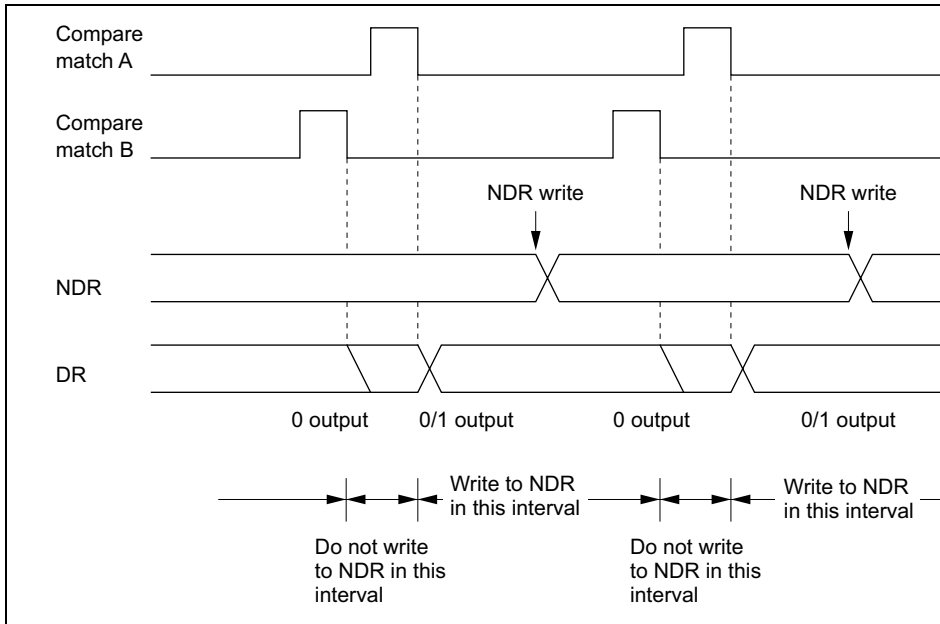 Compare
match A
Compare
match B
NDR write NDR write
NDR
DR
0 output 0/1 output 0 output 0/1 output
Write to NDR
in this interval
Write to NDR
in this interval
Do not write
to NDR in this
interval
Do not write
to NDR in this
interval